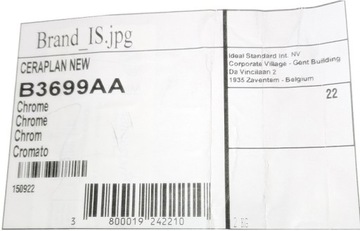 Brand_IS.jpg
CERAPLAN NEW
B3699AA
Chrome
Chrome
Chrom
Cromato
150922
3 800019 242210
Ideal Standard Int. NV
Corporate Village - Gent Building
Da Vincilaan 2
1935 Zaventem - Belgium
22